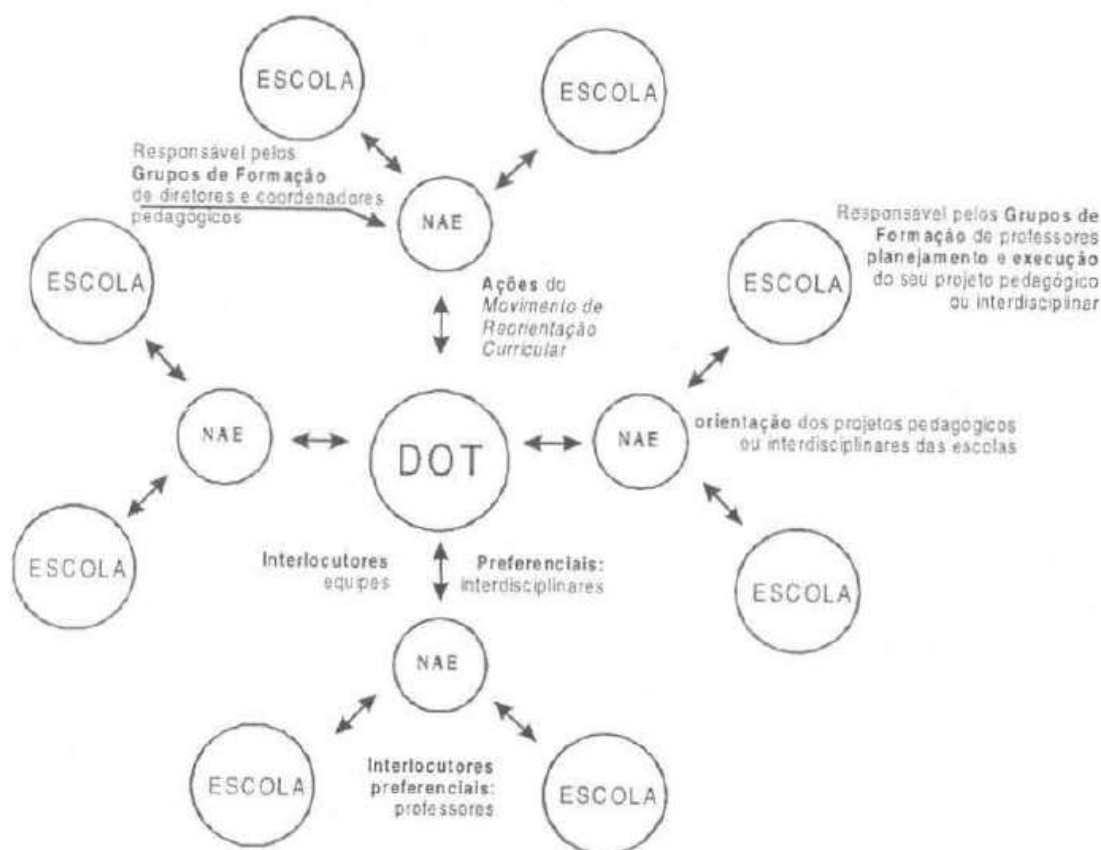 ESCOLA
ESCOLA
Responsável pelos
Grupos de Formação
de diretores e coordenadores
pedagógicos
NAE
ESCOLA
ESCOLA
Responsável pelos Grupos de
Formação de professores
planejamento e execução
do seu projeto pedagógico
ou interdisciplinar
Ações do
Movimento de
Reorientação
Curricular
NAE
DOT
NAE
orientação dos projetos pedagógicos
ou interdisciplinares das escolas
ESCOLA
ESCOLA
Interlocutores
equipes
Preferenciais:
interdisciplinares
NAE
ESCOLA
Interlocutores
preferenciais:
professores
ESCOLA